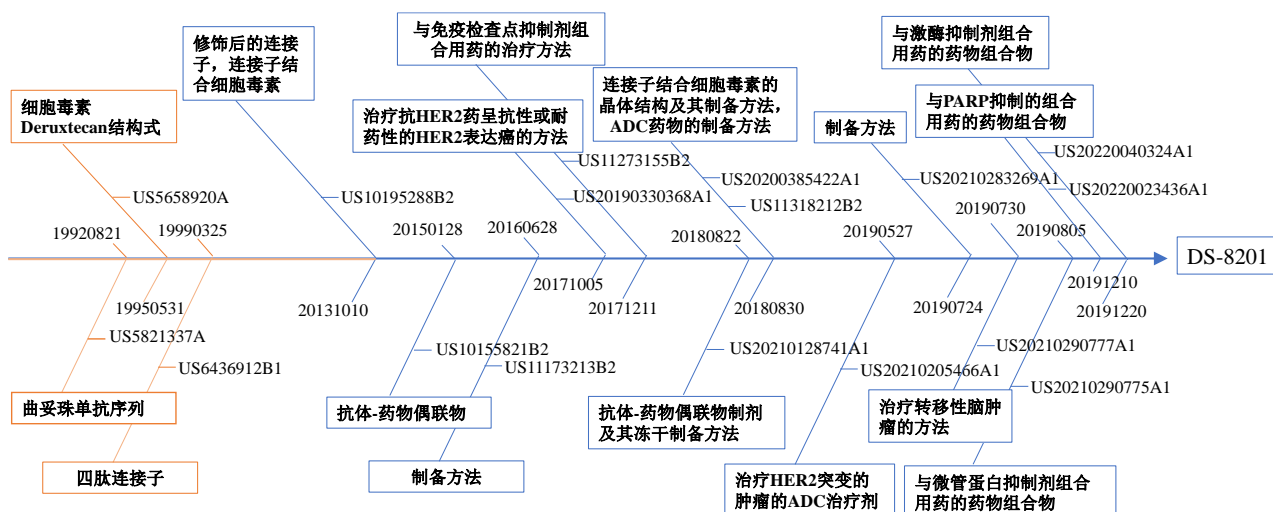 与免疫检查点抑制剂组
合用药的治疗方法
与激酶抑制剂组合
用药的药物组合物
修饰后的连接
子，连接子结
合细胞毒素
连接子结合细胞毒素的
晶体结构及其制备方法，
ADC药物的制备方法
细胞毒素
Deruxtecan结构式
治疗抗HER2药呈抗性或耐
药性的HER2表达癌的方法
与PARP抑制的组合
用药的药物组合物
制备方法
US11273155B2
US20220040324A1
US5658920A
US10195288B2
US20190330368A1
US20200385422A1
US11318212B2
US20210283269A1
US20220023436A1
19920821
19990325
20150128
20160628
20180822
20190527
20190730
20190805
DS-8201
19950531
20131010
20171005
20171211
20180830
20190724
20191210
20191220
US5821337A
US6436912B1
US10155821B2
US11173213B2
US20210128741A1
US20210205466A1
US20210290777A1
US20210290775A1
曲妥珠单抗序列
抗体-药物偶联物
抗体-药物偶联物制剂
及其冻干制备方法
治疗转移性脑肿
瘤的方法
四肽连接子
制备方法
治疗HER2突变的
肿瘤的ADC治疗剂
与微管蛋白抑制剂组合
用药的药物组合物